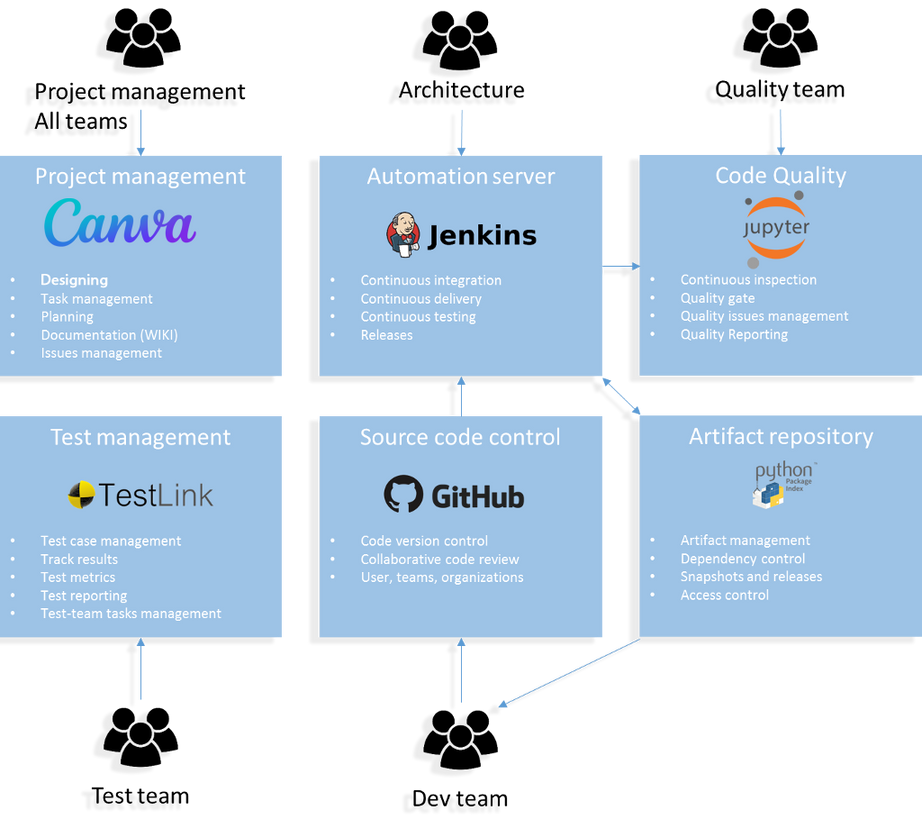 Project management
All teams
Architecture
Quality team
Project management
Canva
• Designing
• Task management
• Planning
• Documentation (WIKI)
• Issues management
Automation server
Jenkins
• Continuous integration
• Continuous delivery
• Continuous testing
• Releases
Code Quality
jupyter
• Continuous inspection
• Quality gate
• Quality issues management
• Quality Reporting
Test management
TestLink
• Test case management
• Track results
• Test metrics
• Test reporting
• Test-team tasks management
Source code control
GitHub
• Code version control
• Collaborative code review
• User, teams, organizations
Artifact repository
python™
Package
Index
• Artifact management
• Dependency control
• Snapshots and releases
• Access control
Test team
Dev team